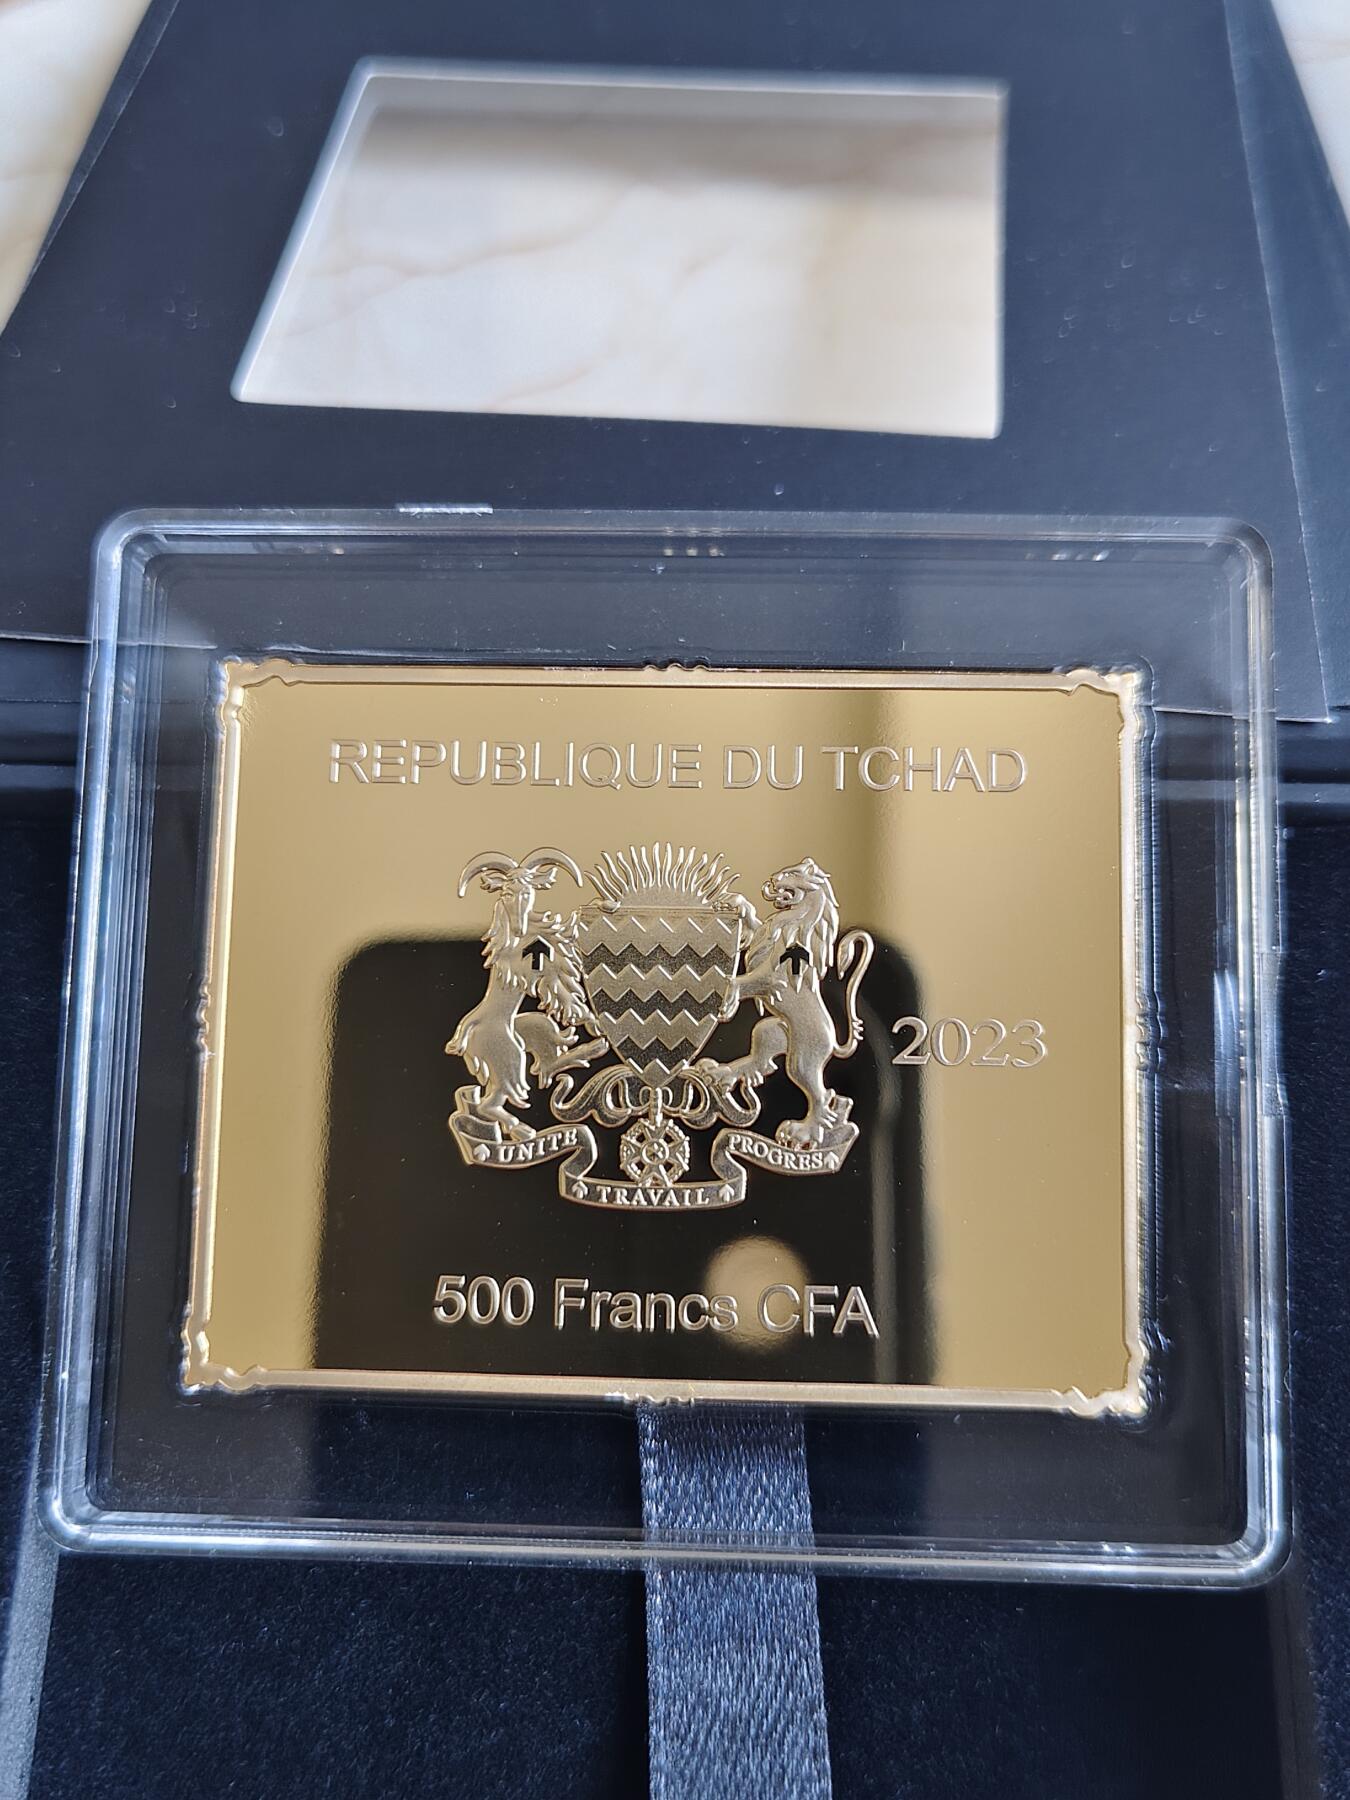 REPUBLIQUE DU TCHAD
2023
UNITE
TRAVAIL
PROGRES
500 Francs CFA